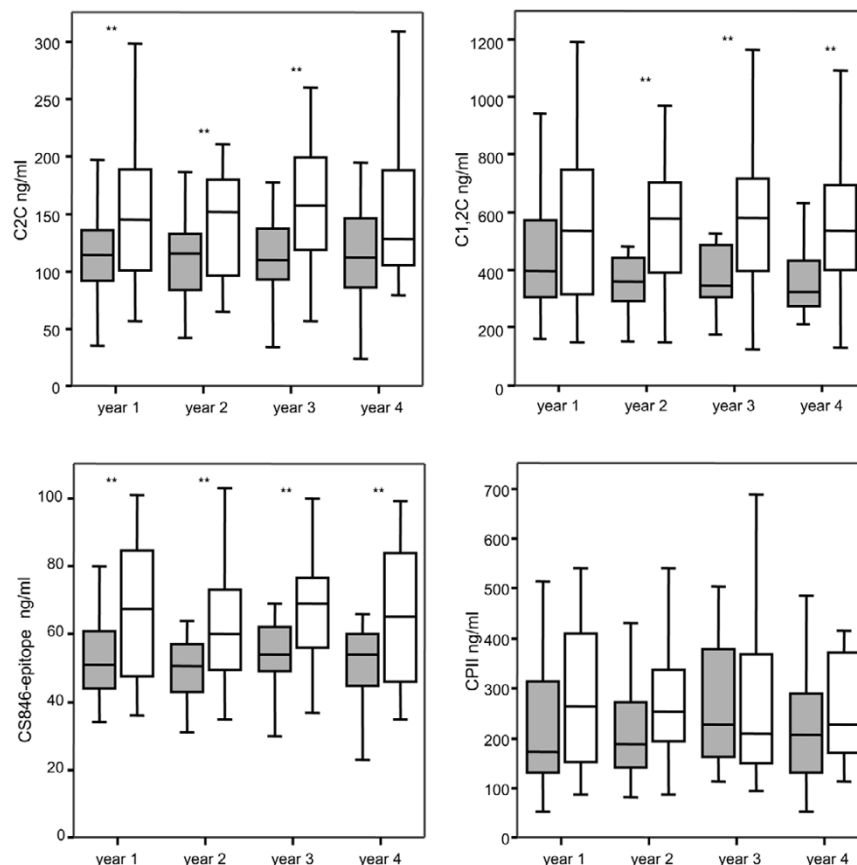 C2C ng/ml
300
250
200
150
100
50
0
**
**
**
year 1
year 2
year 3
year 4
C1,2C ng/ml
1200
1000
800
600
400
200
0
**
**
**
year 1
year 2
year 3
year 4
CS846-epitope ng/ml
100
80
60
40
20
0
**
**
**
**
year 1
year 2
year 3
year 4
CPII ng/ml
700
600
500
400
300
200
100
0
year 1
year 2
year 3
year 4